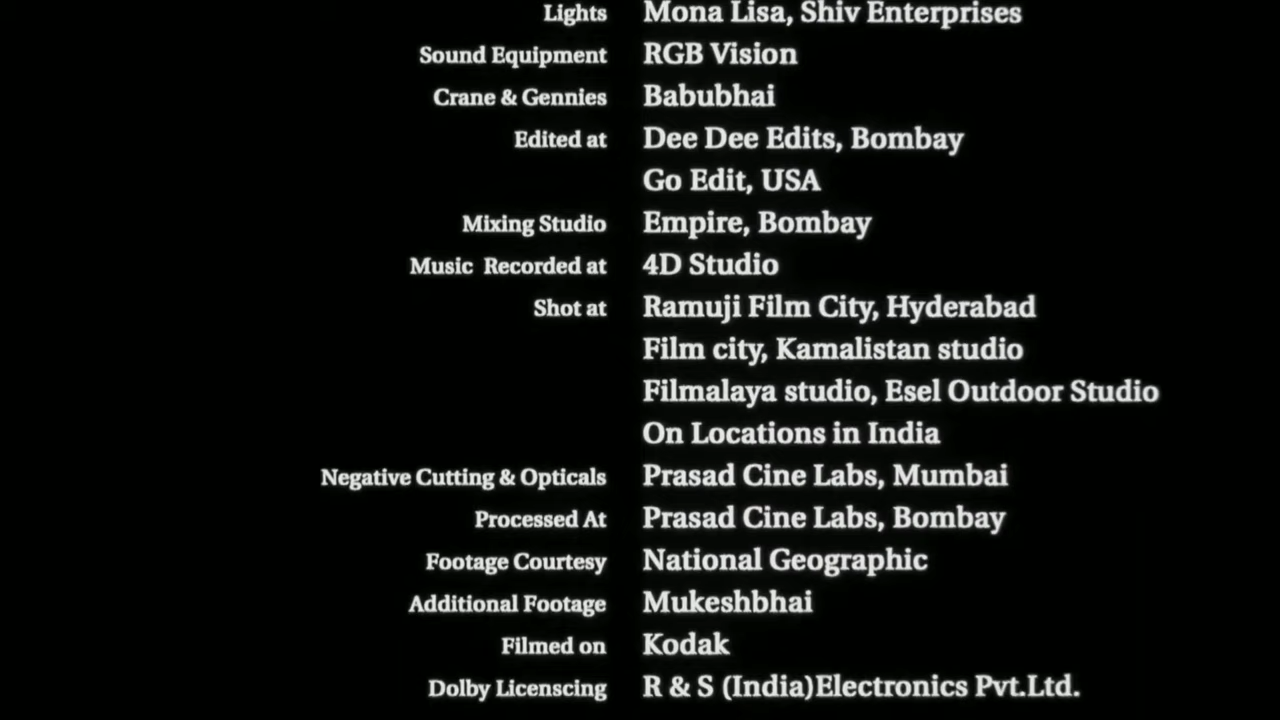 Lights Mona Lisa, Shiv Enterprises
Sound Equipment RGB Vision
Crane & Gennies Babubhai
Edited at Dee Dee Edits, Bombay
Go Edit, USA
Mixing Studio Empire, Bombay
Music Recorded at 4D Studio
Shot at Ramuji Film City, Hyderabad
Film city, Kamalistan studio
Filmalaya studio, Esel Outdoor Studio
On Locations in India
Negative Cutting & Opticals Prasad Cine Labs, Mumbai
Processed At Prasad Cine Labs, Bombay
Footage Courtesy National Geographic
Additional Footage Mukeshbhai
Filmed on Kodak
Dolby Licenscing R & S (India)Electronics Pvt.Ltd.